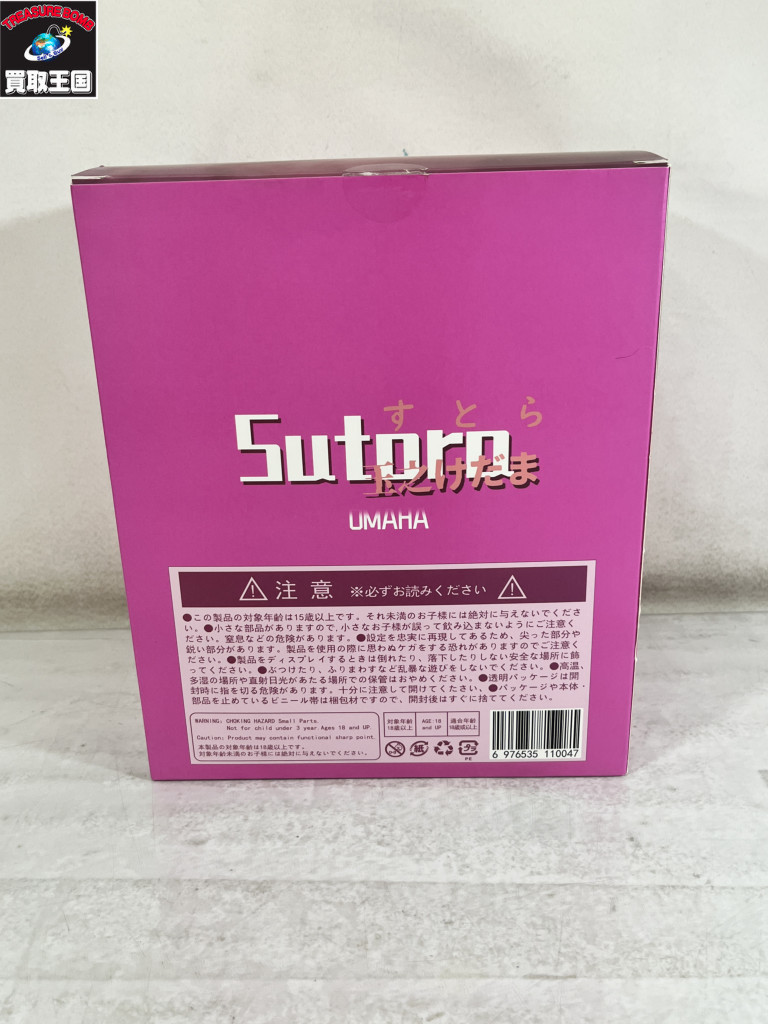 TREASURE BOMB
買取王国
すとら
Sutora
玉之けだま
OMAHA
注意 ※必ずお読みください
●この製品の対象年齢は15歳以上です。それ未満のお子様には絶対に与えないでくださ
い。●小さな部品がありますので、小さなお子様が誤って飲み込まないようにご注意く
ださい。窒息などの危険があります。●設定を忠実に再現してあるため、尖った部分や
鋭い部分があります。製品を使用の際に思わぬケガをする恐れがありますのでご注意く
ださい。●製品をディスプレイするときは倒れたり、落下したりしない安全な場所に飾
ってください。●ぶつけたり、ふりまわすなど乱暴な遊びをしないでください。●高温、
多湿の場所や直射日光があたる場所での保管はおやめください。●透明パッケージは開
封時に指を切る危険があります。十分に注意して開けてください。●パッケージや本体・
部品を止めているビニール帯は梱包材ですので、開封後はすぐに捨ててください。
WARNING: CHOKING HAZARD Small Parts.
Not for child under 3 year.Ages 18 and UP.
Caution: Product may contain functional sharp point.
本製品の対象年齢は18歳以上です。
対象年齢未満のお子様には絶対に与えないでください。
対象年齢
18歳以上
AGE:18
and UP
適合年齢
18歳或以上
紙
プラ
PE
6 976535 110047